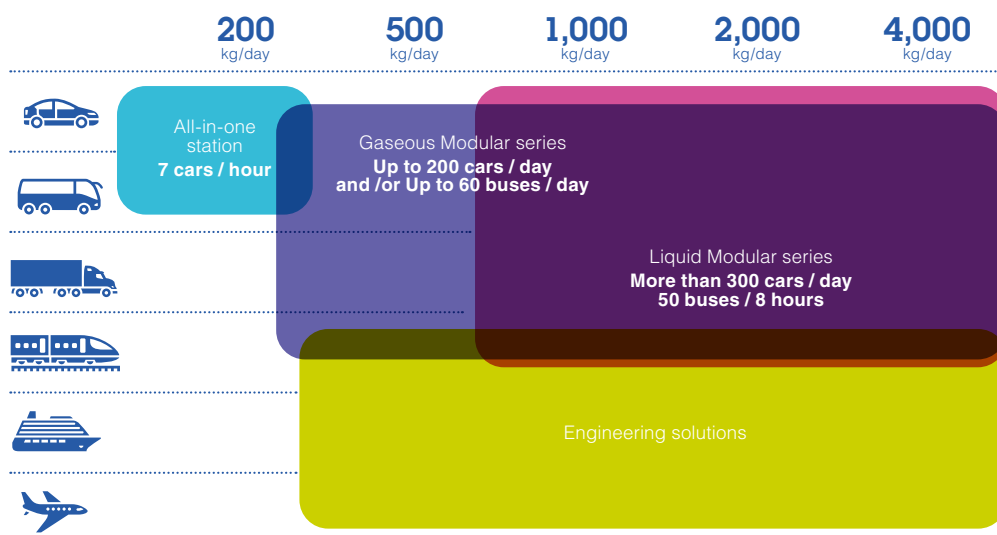 200 500 1,000 2,000 4,000
kg/day kg/day kg/day kg/day kg/day
All-in-one
station
7 cars / hour
Gaseous Modular series
Up to 200 cars / day
and /or Up to 60 buses / day
Liquid Modular series
More than 300 cars / day
50 buses / 8 hours
Engineering solutions